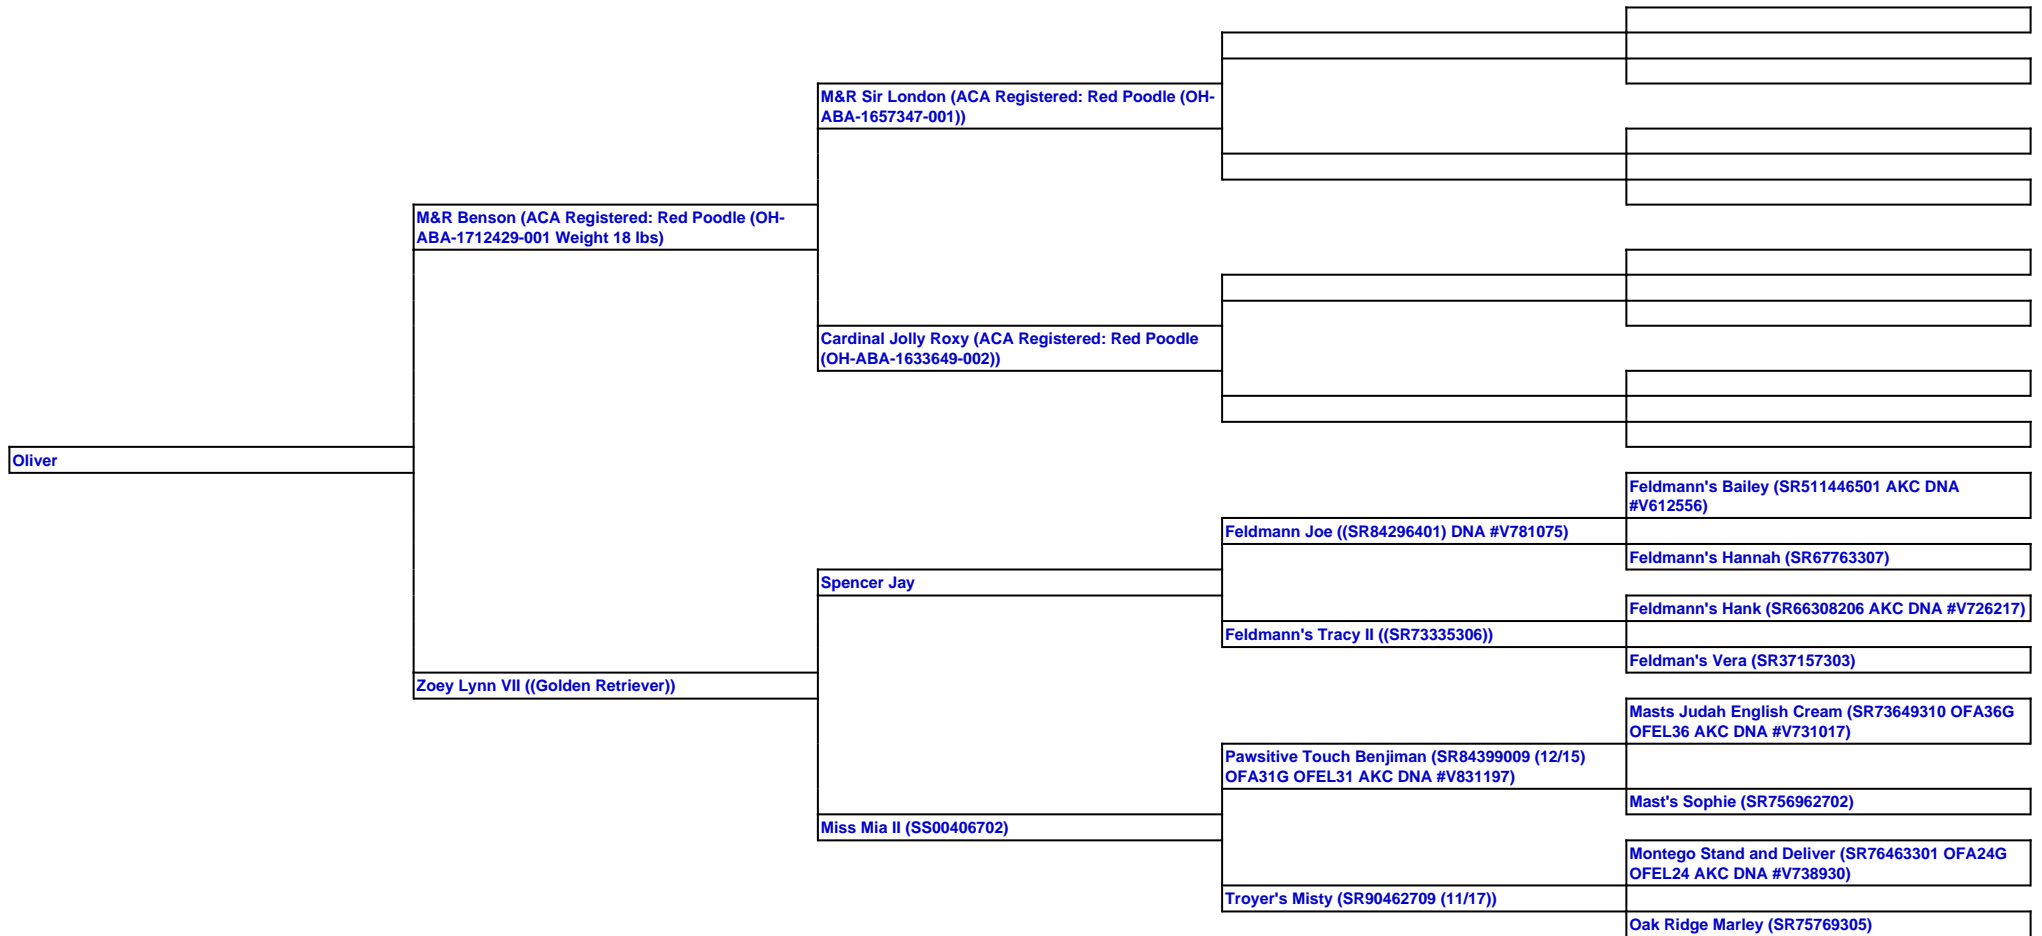 M&R Sir London (ACA Registered: Red Poodle (OH-
ABA-1657347-001))
M&R Benson (ACA Registered: Red Poodle (OH-
ABA-1712429-001 Weight 18 lbs)
Cardinal Jolly Roxy (ACA Registered: Red Poodle
(OH-ABA-1633649-002))
Oliver
Feldmann's Bailey (SR511446501 AKC DNA
#V612556)
Feldmann Joe ((SR84296401) DNA #V781075)
Feldmann's Hannah (SR67763307)
Spencer Jay
Feldmann's Hank (SR66308206 AKC DNA #V726217)
Feldmann's Tracy II ((SR73335306))
Feldman's Vera (SR37157303)
Zoey Lynn VII ((Golden Retriever))
Masts Judah English Cream (SR73649310 OFA36G
OFEL36 AKC DNA #V731017)
Pawsitive Touch Benjiman (SR84399009 (12/15)
OFA31G OFEL31 AKC DNA #V831197)
Mast's Sophie (SR756962702)
Miss Mia II (SS00406702)
Montego Stand and Deliver (SR76463301 OFA24G
OFEL24 AKC DNA #V738930)
Troyer's Misty (SR90462709 (11/17))
Oak Ridge Marley (SR75769305)